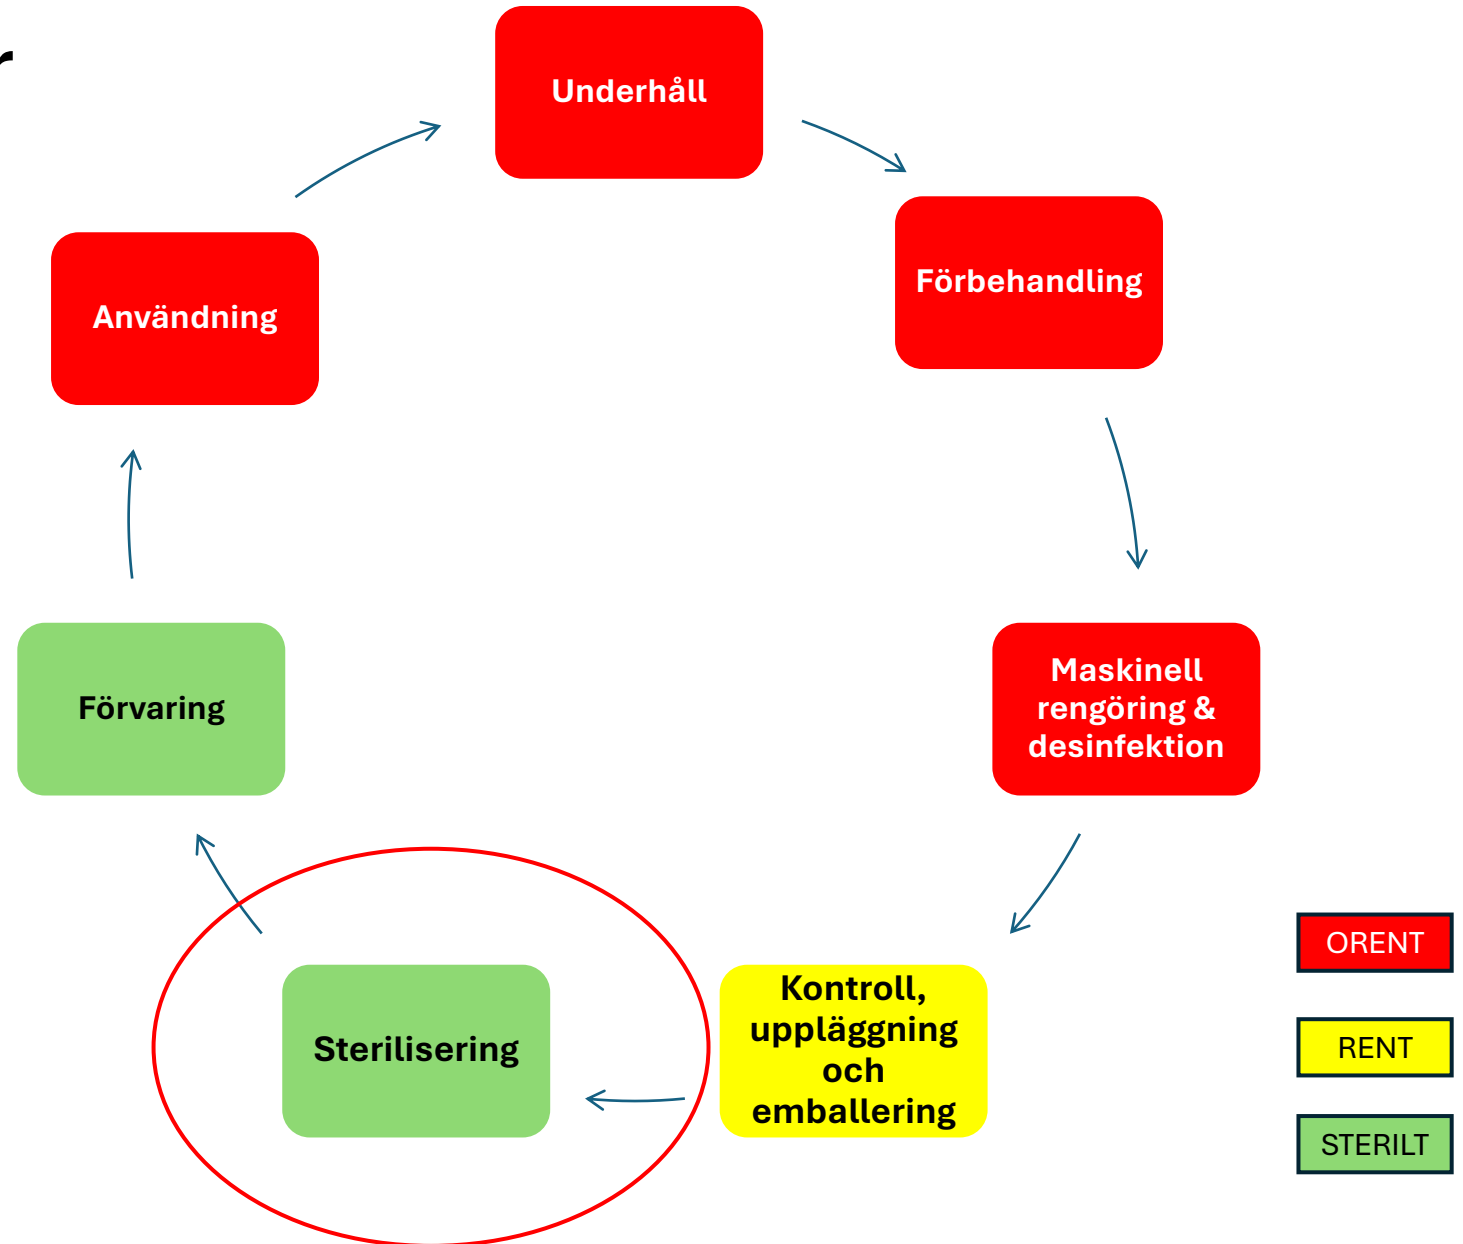 r
Underhåll
Förbehandling
Användning
Maskinell
rengöring &
desinfektion
Förvaring
Kontroll,
uppläggning
och
emballering
Sterilisering
ORENT
RENT
STERILT